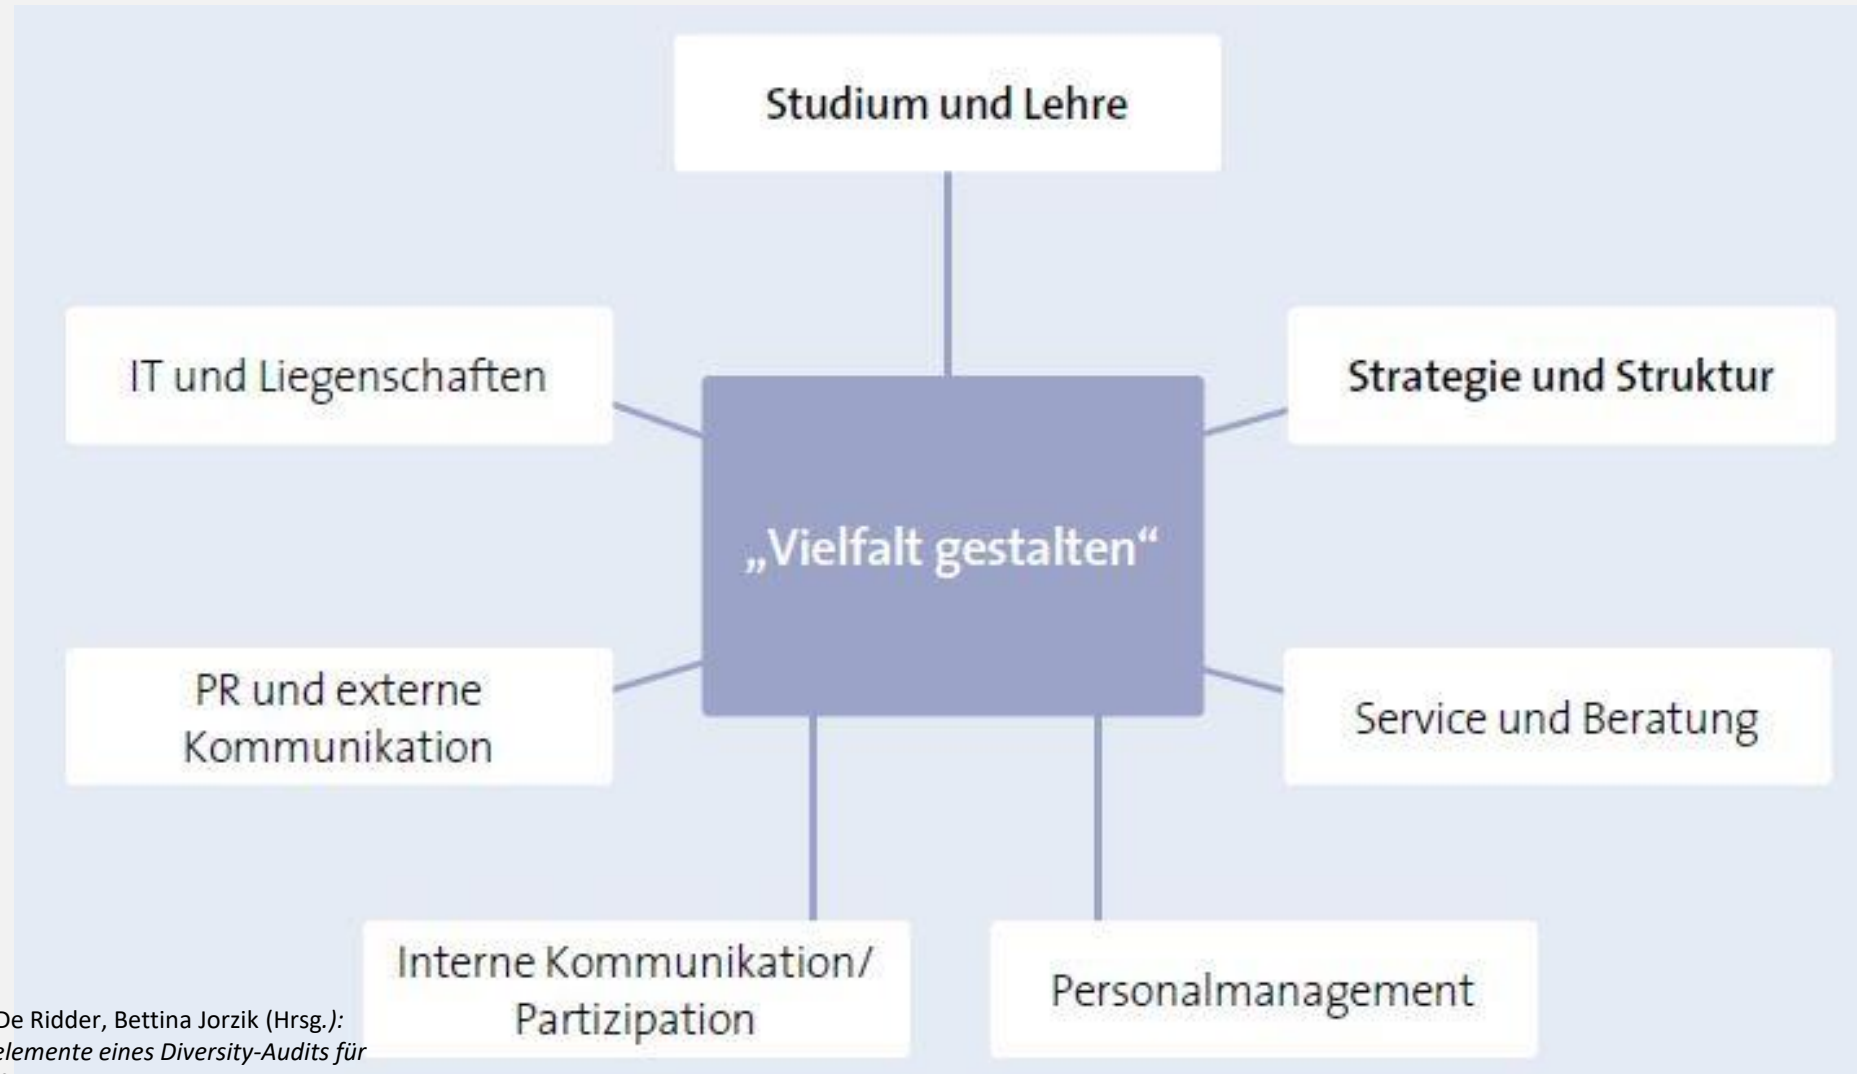 Studium und Lehre
IT und Liegenschaften
Strategie und Struktur
„Vielfalt gestalten“
PR und externe
Kommunikation
Service und Beratung
Interne Kommunikation/
Partizipation
Personalmanagement
De Ridder, Bettina Jorzik (Hrsg.):
elemente eines Diversity-Audits für